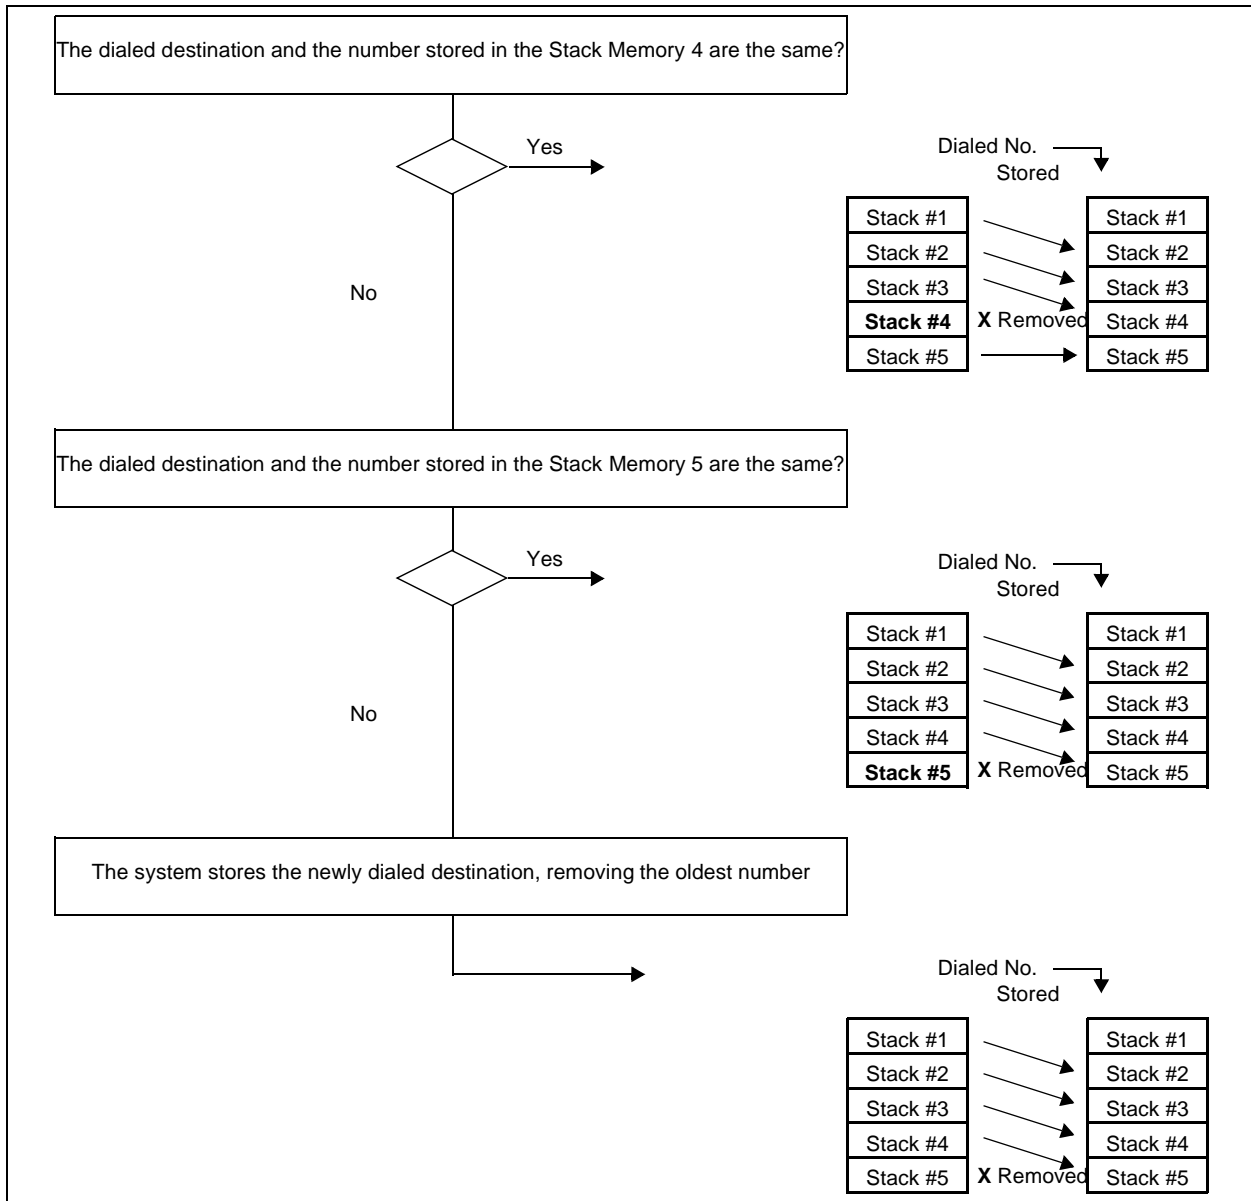 The dialed destination and the number stored in the Stack Memory 4 are the same?
Yes
No
Dialed No.
Stored
Stack #1 Stack #1
Stack #2 Stack #2
Stack #3 Stack #3
Stack #4 X Removed Stack #4
Stack #5 Stack #5
The dialed destination and the number stored in the Stack Memory 5 are the same?
Yes
No
Dialed No.
Stored
Stack #1 Stack #1
Stack #2 Stack #2
Stack #3 Stack #3
Stack #4 Stack #4
Stack #5 X Removed Stack #5
The system stores the newly dialed destination, removing the oldest number
Dialed No.
Stored
Stack #1 Stack #1
Stack #2 Stack #2
Stack #3 Stack #3
Stack #4 Stack #4
Stack #5 X Removed Stack #5